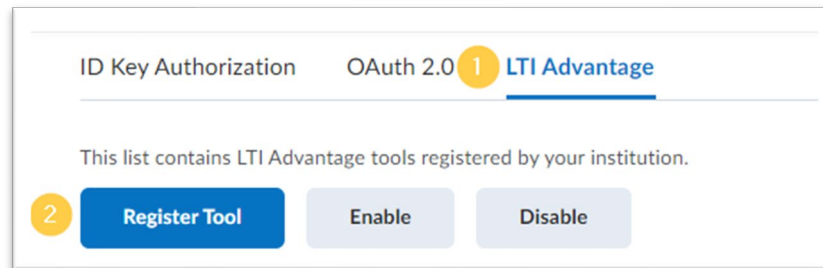 ID Key Authorization OAuth 2.0 1 LTI Advantage
This list contains LTI Advantage tools registered by your institution.
2 Register Tool Enable Disable